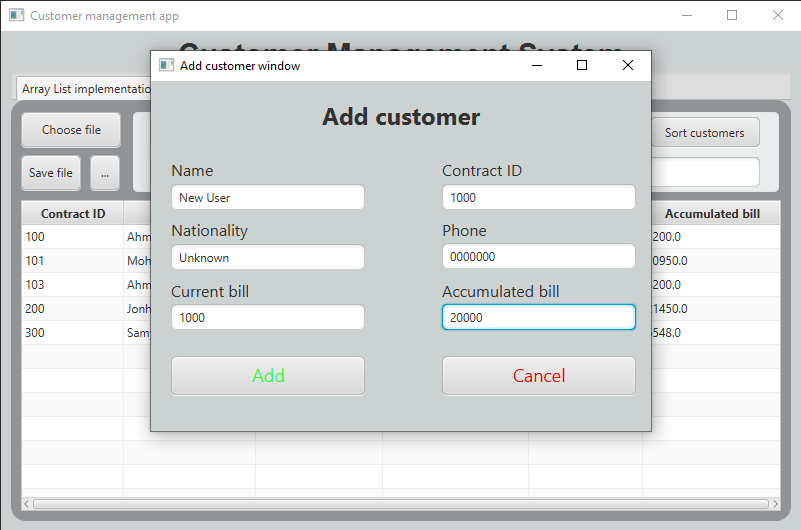 Customer management app
Customer Management System
Add customer window
Array List implementatio
Add customer
Choose file
Sort customers
Save file
...
Name
Contract ID
New User
1000
Nationality
Phone
Unknown
0000000
Current bill
Accumulated bill
1000
20000
Add
Cancel
Contract ID
Accumulated bill
100
Ahm
200.0
101
Moh
0950.0
103
Ahm
200.0
200
Jonh
1450.0
300
Samy
548.0